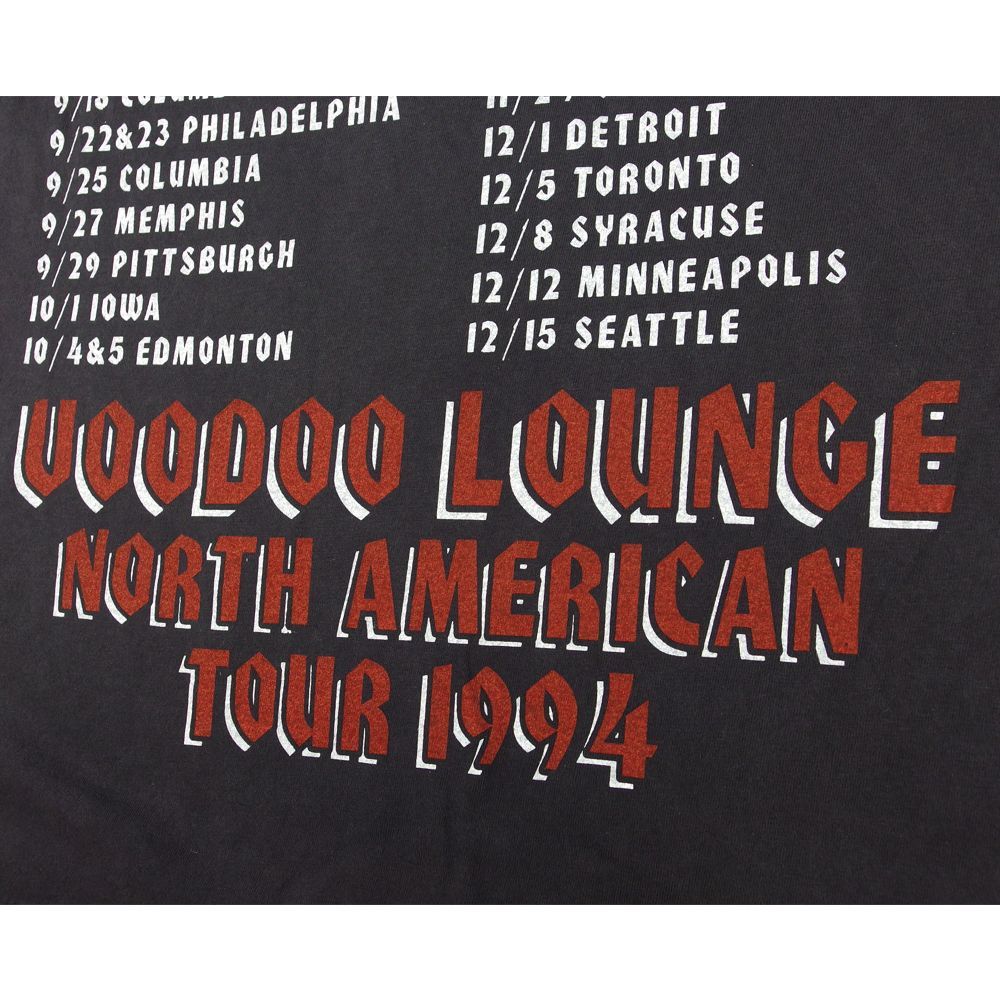 9/22&23 PHILADELPHIA
9/25 COLUMBIA
9/27 MEMPHIS
9/29 PITTSBURGH
10/1 IOWA
10/4&5 EDMONTON
12/1 DETROIT
12/5 TORONTO
12/8 SYRACUSE
12/12 MINNEAPOLIS
12/15 SEATTLE
VOODOO LOUNGE
NORTH AMERICAN
TOUR 1994